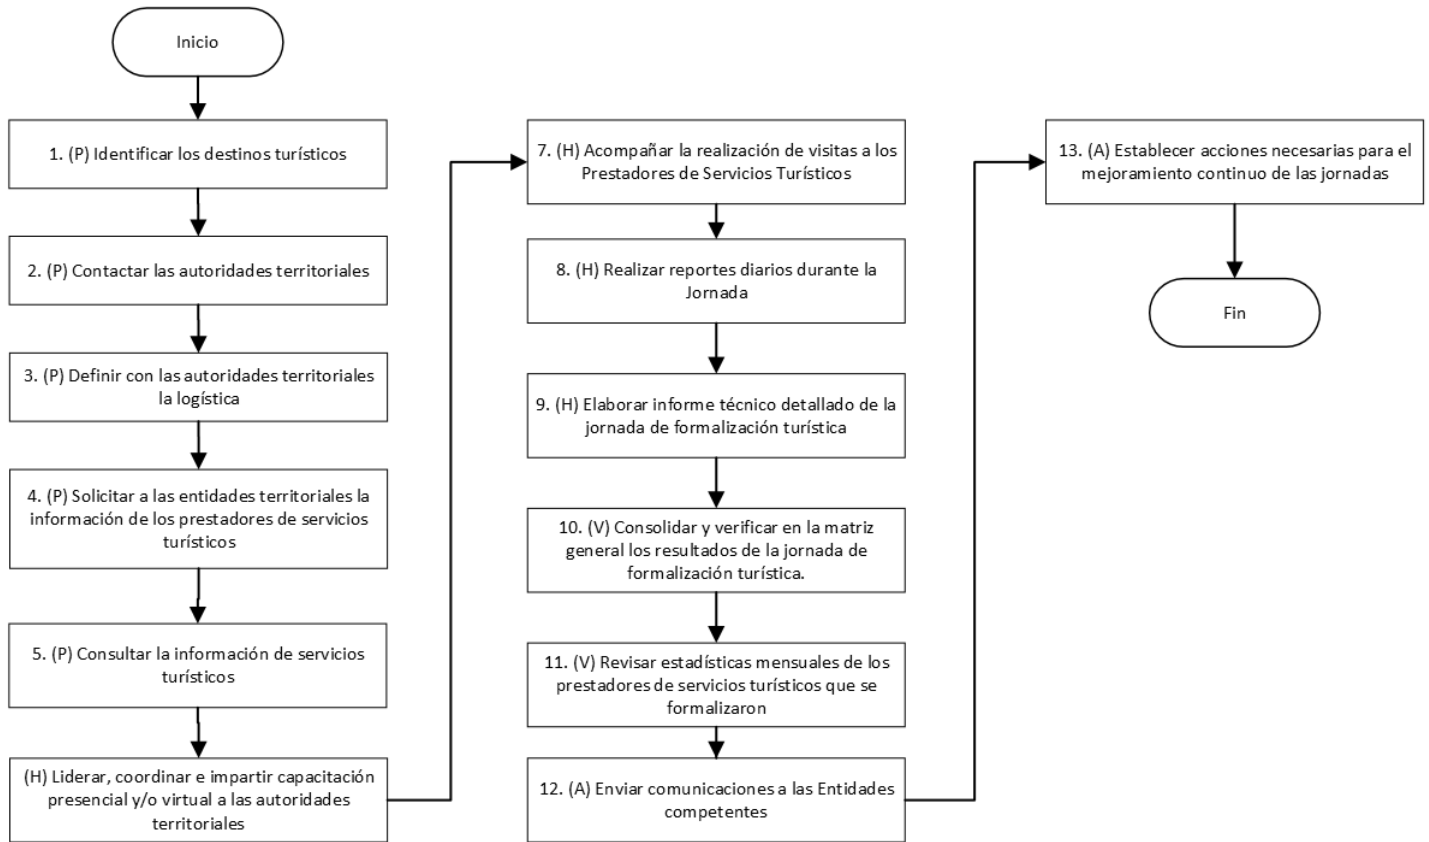 Inicio
1. (P) Identificar los destinos turísticos
2. (P) Contactar las autoridades territoriales
3. (P) Definir con las autoridades territoriales
la logística
4. (P) Solicitar a las entidades territoriales la
información de los prestadores de servicios
turísticos
5. (P) Consultar la información de servicios
turísticos
(H) Liderar, coordinar e impartir capacitación
presencial y/o virtual a las autoridades
territoriales
7. (H) Acompañar la realización de visitas a los
Prestadores de Servicios Turísticos
8. (H) Realizar reportes diarios durante la
Jornada
9. (H) Elaborar informe técnico detallado de la
jornada de formalización turística
10. (V) Consolidar y verificar en la matriz
general los resultados de la jornada de
formalización turística.
11. (V) Revisar estadísticas mensuales de los
prestadores de servicios turísticos que se
formalizaron
12. (A) Enviar comunicaciones a las Entidades
competentes
13. (A) Establecer acciones necesarias para el
mejoramiento continuo de las jornadas
Fin